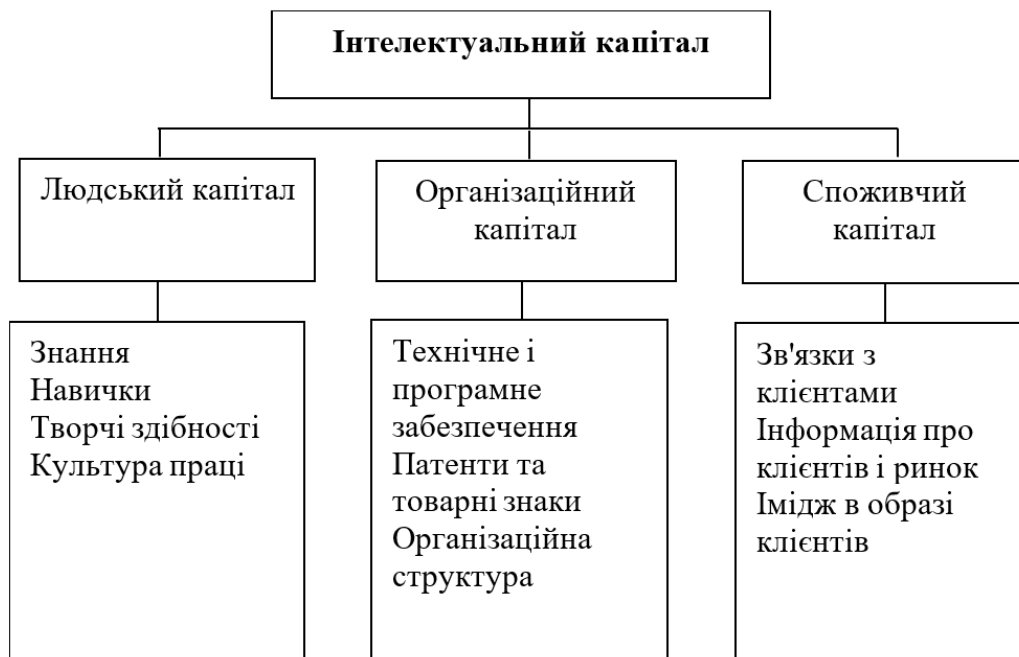 Інтелектуальний капітал
Людський капітал
Організаційний
капітал
Споживчий
капітал
Знання
Навички
Творчі здібності
Культура праці
Технічне і
програмне
забезпечення
Патенти та
товарні знаки
Організаційна
структура
Зв'язки з
клієнтами
Інформація про
клієнтів і ринок
Імідж в образі
клієнтів